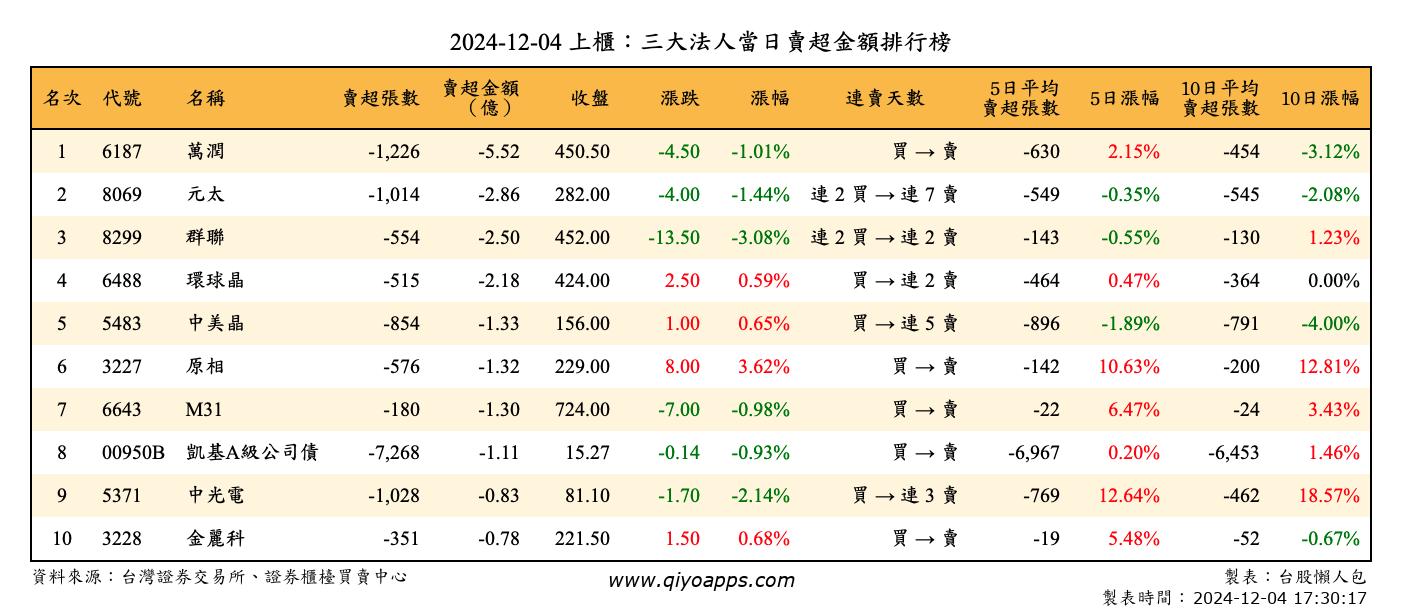 2024-12-04 上櫃：三大法人當日賣超金額排行榜
名次 代號 名稱 賣超張數 賣超金額（億） 收盤 漲跌 漲幅 連賣天數 5日平均賣超張數 5日漲幅 10日平均賣超張數 10日漲幅
1 6187 萬潤 -1,226 -5.52 450.50 -4.50 -1.01% 買 → 賣 -630 2.15% -454 -3.12%
2 8069 元太 -1,014 -2.86 282.00 -4.00 -1.44% 連 2 買 → 連 7 賣 -549 -0.35% -545 -2.08%
3 8299 群聯 -554 -2.50 452.00 -13.50 -3.08% 連 2 買 → 連 2 賣 -143 -0.55% -130 1.23%
4 6488 環球晶 -515 -2.18 424.00 2.50 0.59% 買 → 連 2 賣 -464 0.47% -364 0.00%
5 5483 中美晶 -854 -1.33 156.00 1.00 0.65% 買 → 連 5 賣 -896 -1.89% -791 -4.00%
6 3227 原相 -576 -1.32 229.00 8.00 3.62% 買 → 賣 -142 10.63% -200 12.81%
7 6643 M31 -180 -1.30 724.00 -7.00 -0.98% 買 → 賣 -22 6.47% -24 3.43%
8 00950B 凱基A級公司債 -7,268 -1.11 15.27 -0.14 -0.93% 買 → 賣 -6,967 0.20% -6,453 1.46%
9 5371 中光電 -1,028 -0.83 81.10 -1.70 -2.14% 買 → 連 3 賣 -769 12.64% -462 18.57%
10 3228 金麗科 -351 -0.78 221.50 1.50 0.68% 買 → 賣 -19 5.48% -52 -0.67%
資料來源：台灣證券交易所、證券櫃檯買賣中心
www.qiyoapps.com
製表：台股懶人包
製表時間：2024-12-04 17:30:17